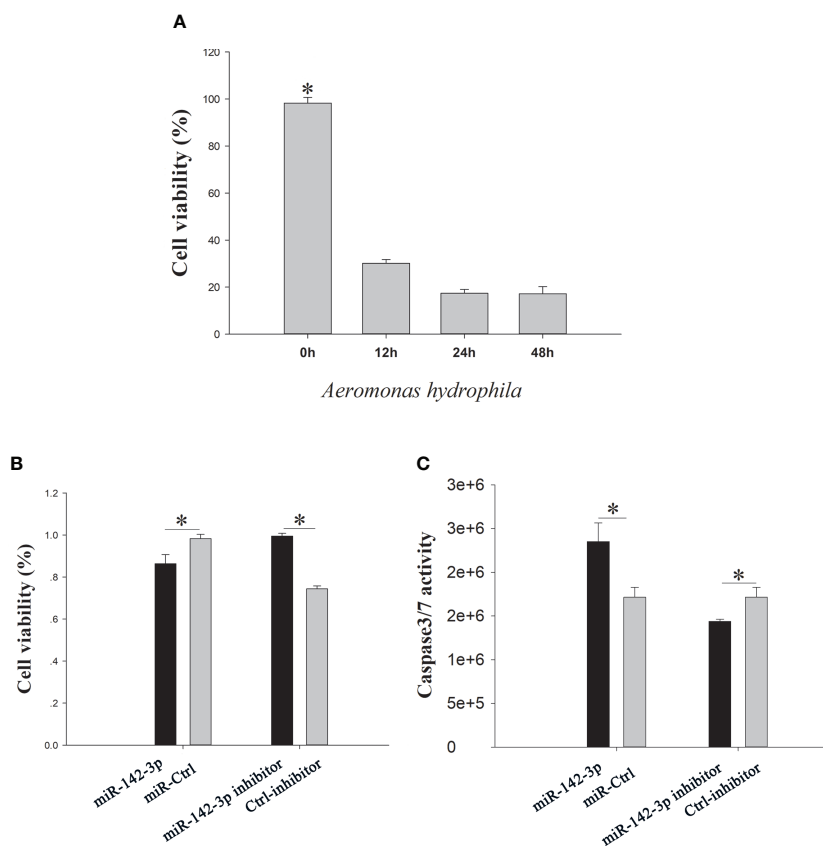 A
Cell viability (%)
120
100
80
60
40
20
0
*
0h 12h 24h 48h
Aeromonas hydrophila
B
Cell viability (%)
1.2
1.0
.8
.6
.4
.2
0.0
* *
miR-142-3p
miR-Ctrl
miR-142-3p inhibitor
Ctrl-inhibitor
C
Caspase3/7 activity
3e+6
3e+6
2e+6
2e+6
1e+6
5e+5
0
*
*
miR-142-3p
miR-Ctrl
miR-142-3p inhibitor
Ctrl-inhibitor